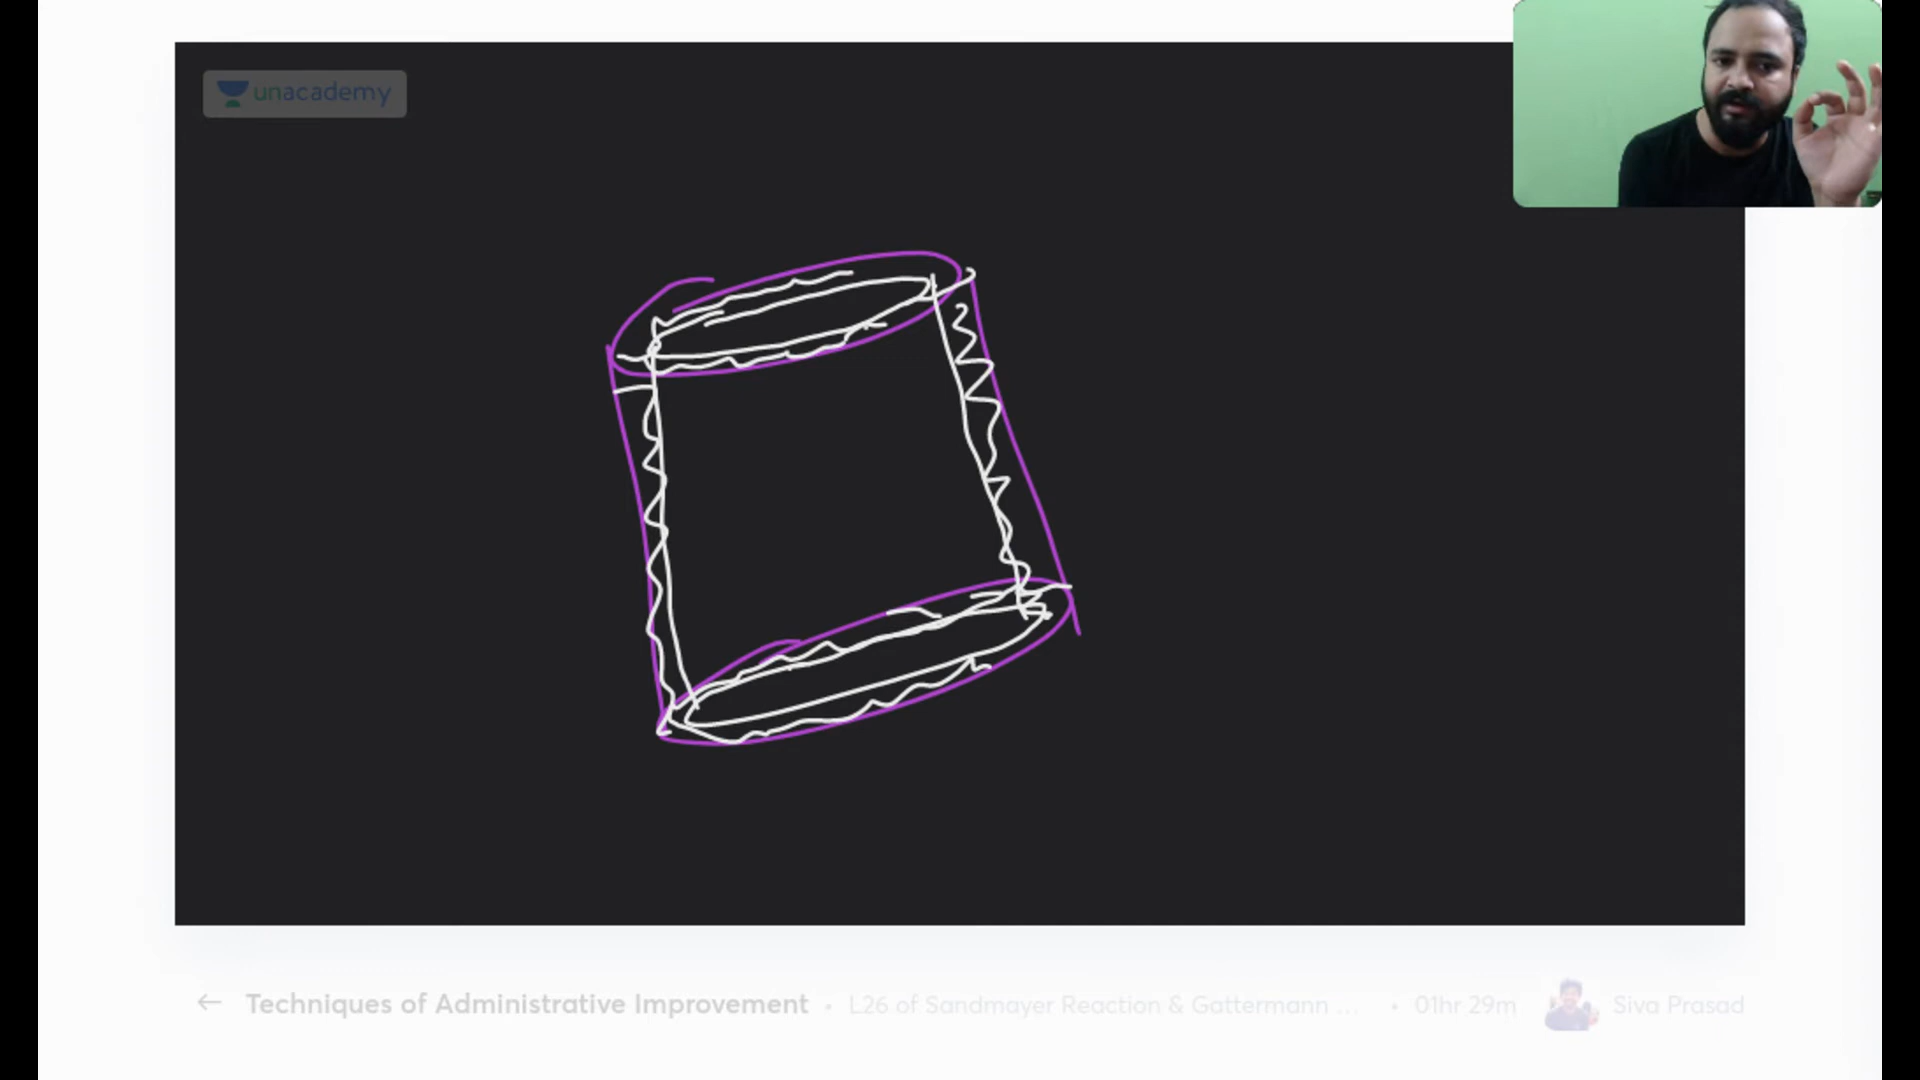 unacademy
Techniques of Administrative Improvement • L26 of Sandmayer Reaction & Gattermann ... • 01hr 29m Siva Prasad